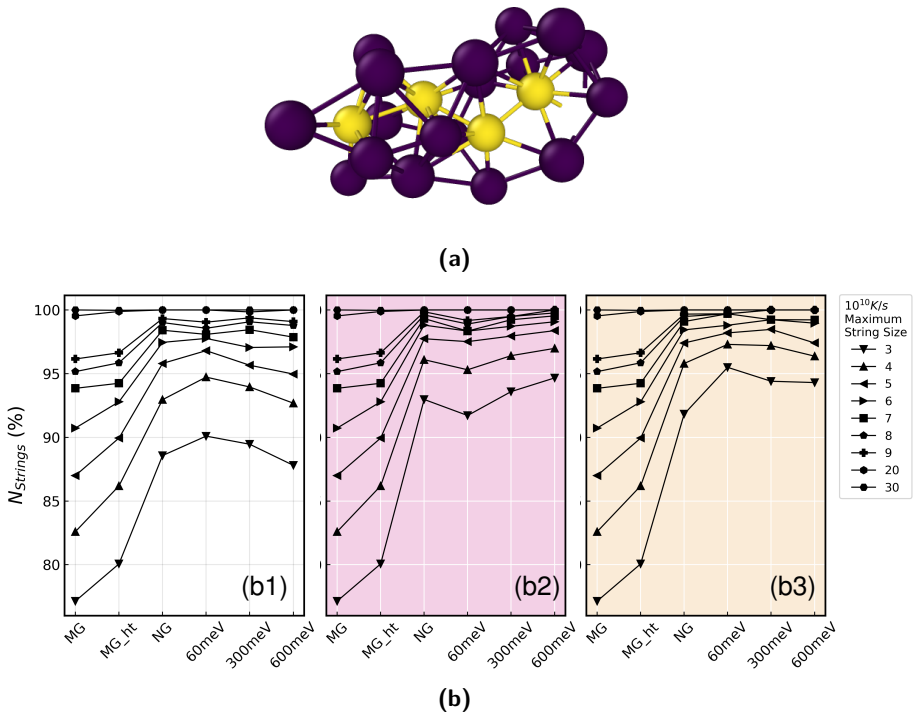 (a)
100
95
90
85
80
N_Strings (%)
(b1)
(b2)
(b3)
MG
MG_ht
NG
60meV
300meV
600meV
MG
MG_ht
NG
60meV
300meV
600meV
MG
MG_ht
NG
60meV
300meV
600meV
10^10 K/s
Maximum
String Size
3
4
5
6
7
8
9
20
30
(b)